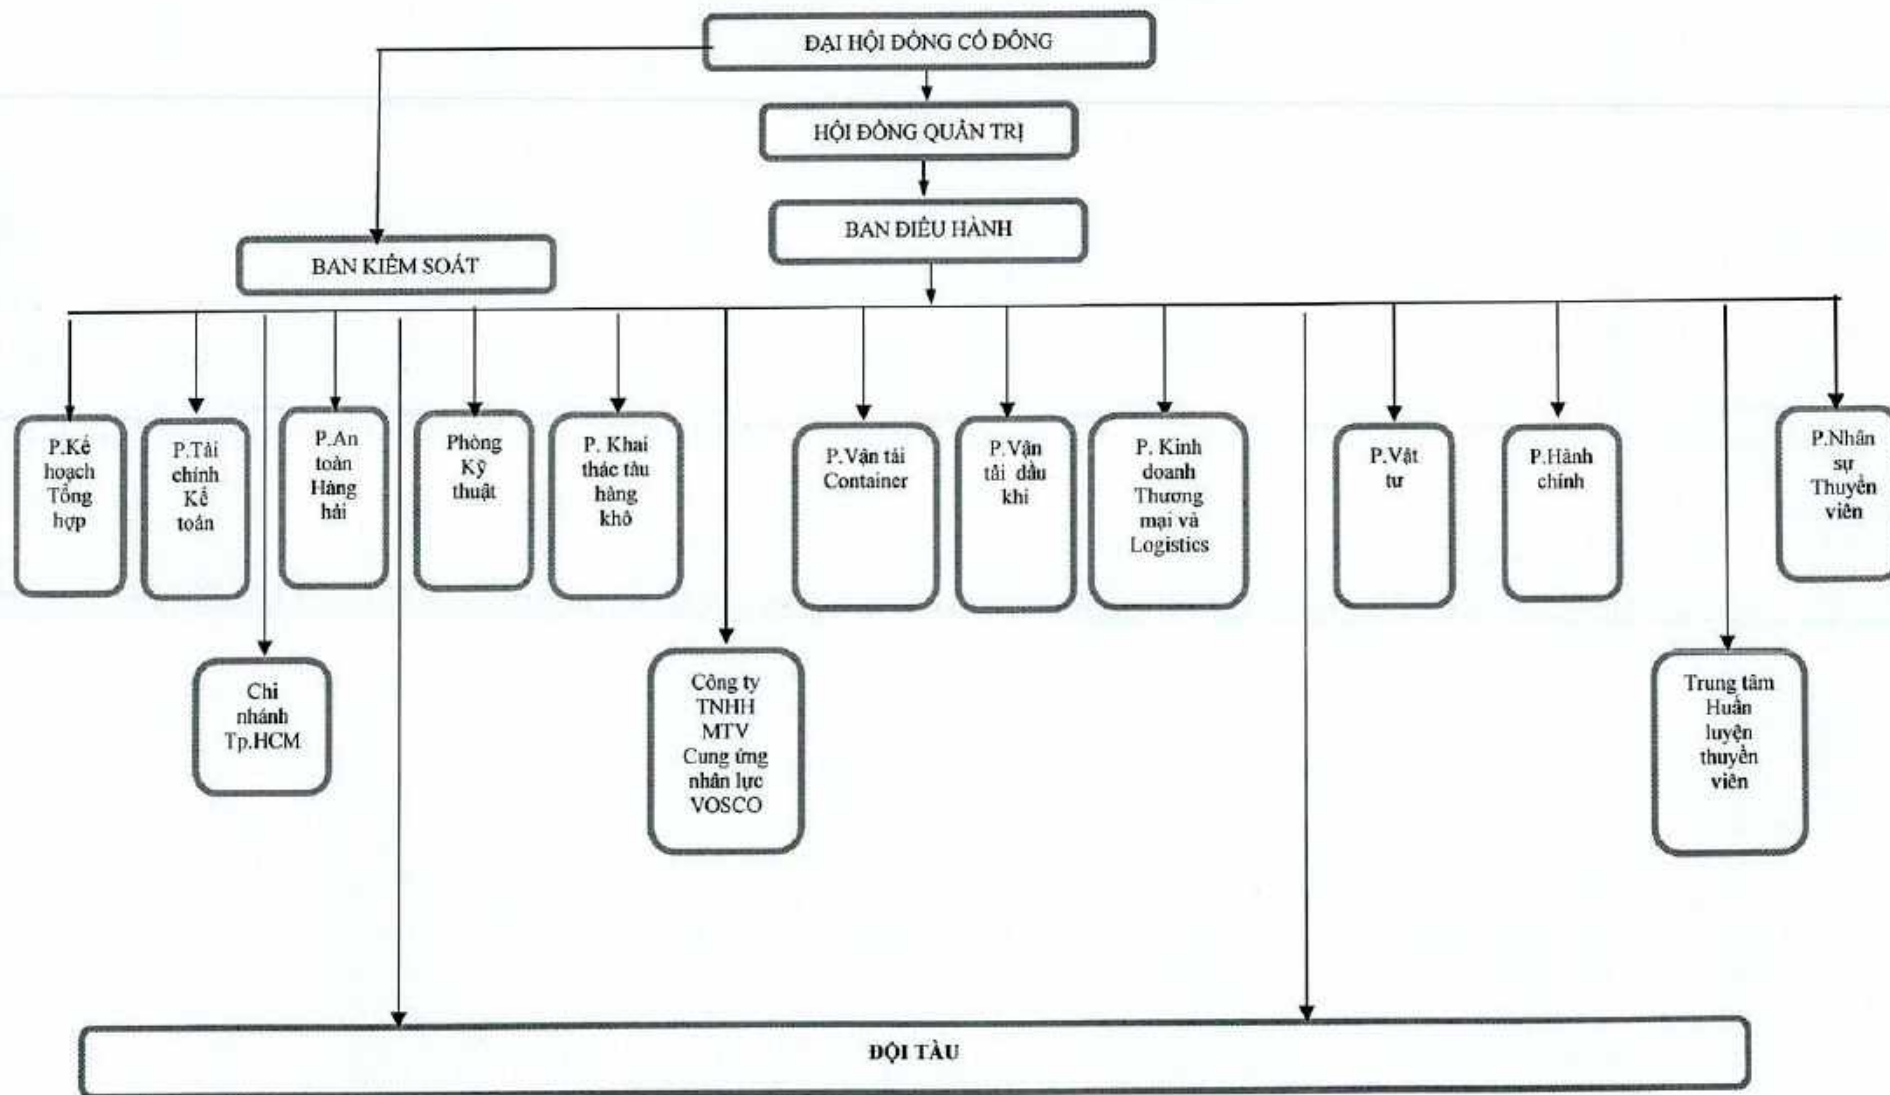 ĐẠI HỘI ĐỒNG CỔ ĐÔNG
HỘI ĐỒNG QUẢN TRỊ
BAN ĐIỀU HÀNH
BAN KIỂM SOÁT
P.Kế
hoạch
Tổng
hợp
P.Tài
chính
Kế
toán
P.An
toàn
Hàng
hải
Phòng
Kỹ
thuật
P. Khai
thác tàu
hàng
khô
P.Vận tải
Container
P.Vận
tải dầu
khí
P. Kinh
doanh
Thương
mại và
Logistics
P.Vật
tư
P.Hành
chính
P.Nhân
sự
Thuyền
viên
Chi
nhánh
Tp.HCM
Công ty
TNHH
MTV
Cung ứng
nhân lực
VOSCO
Trung tâm
Huấn
luyện
thuyền
viên
ĐỘI TÀU